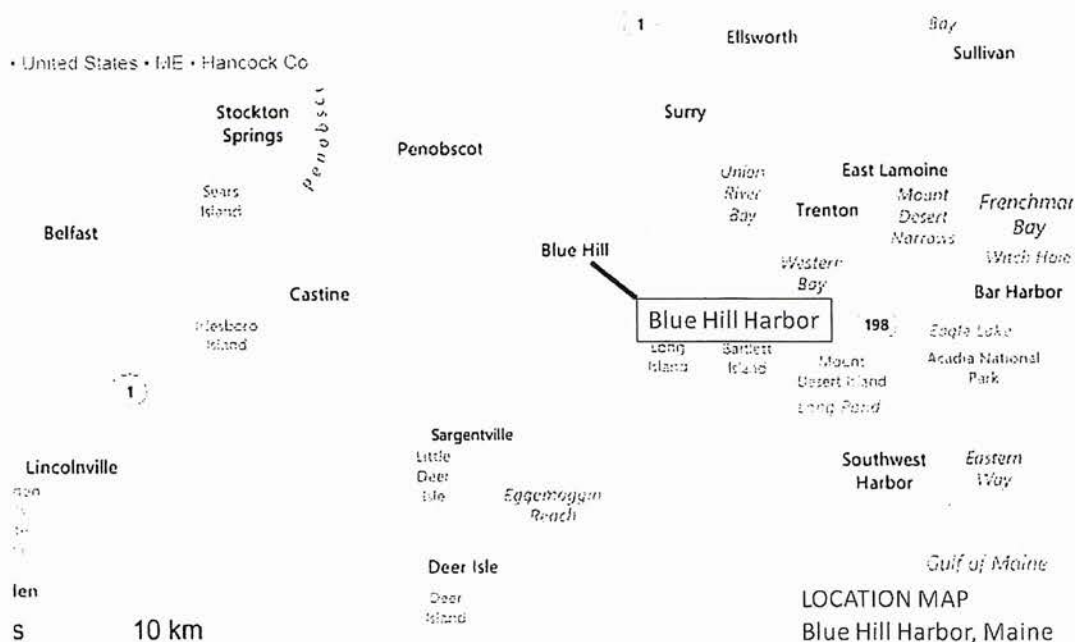 1
Ellsworth
Bay
Sullivan
• United States • ME • Hancock Co
Stockton
Springs
Penobsc
Penobscot
Surry
Sears
Island
Union
River
Bay
East Lamoine
Trenton
Mount
Desert
Narrows
Frenchman
Bay
Belfast
Blue Hill
Western
Bay
Witch Hole
Castine
Bar Harbor
Blue Hill Harbor
198
Eagle Lake
Islesboro
Island
Long
Island
Bartlett
Island
Mount
Desert Island
Acadia National
Park
1
Long Pond
Sargentville
Little
Deer
Isle
Lincolnville
Southwest
Harbor
Eastern
Way
Eggemoggin
Reach
Deer Isle
Deer
Island
Gulf of Maine
len
s
10 km
LOCATION MAP
Blue Hill Harbor, Maine